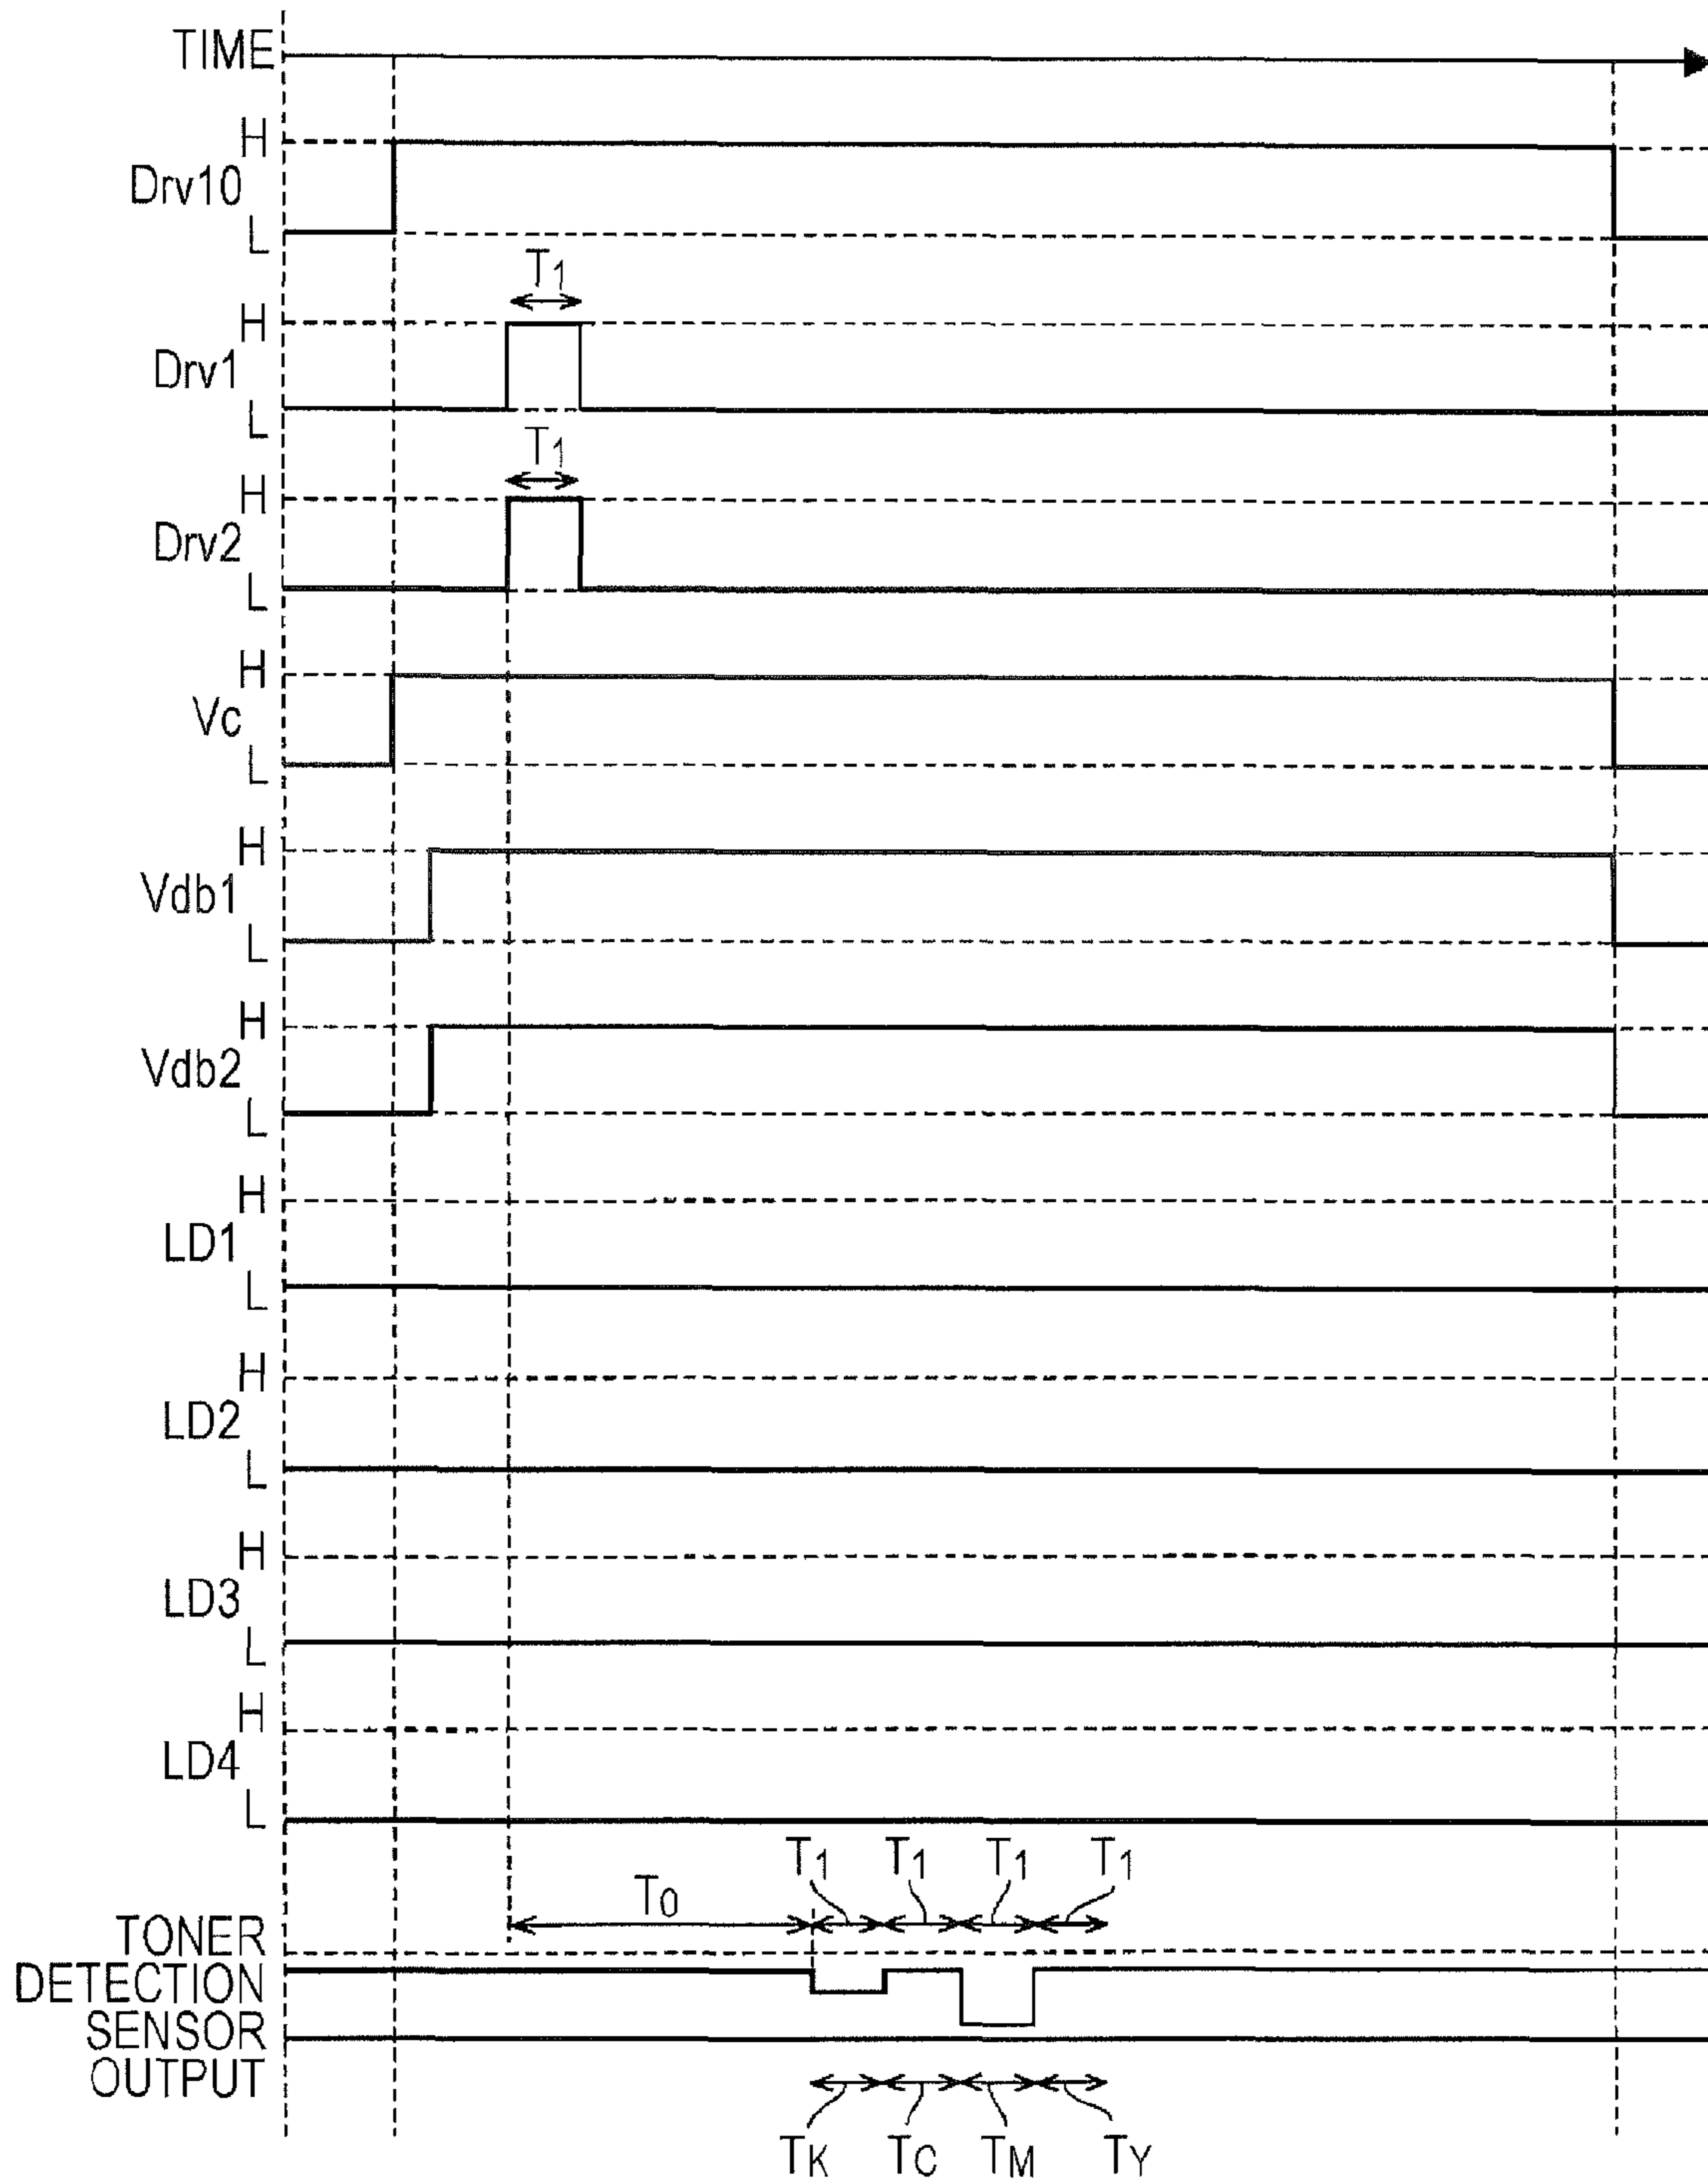 TIME
H
Drv10
L
T1
H
Drv1
L
T1
H
Drv2
L
H
Vc
L
H
Vdb1
L
H
Vdb2
L
H
LD1
L
H
LD2
L
H
LD3
L
H
LD4
L
T1 T1 T1 T1
T0
TONER
DETECTION
SENSOR
OUTPUT
TK TC TM TY